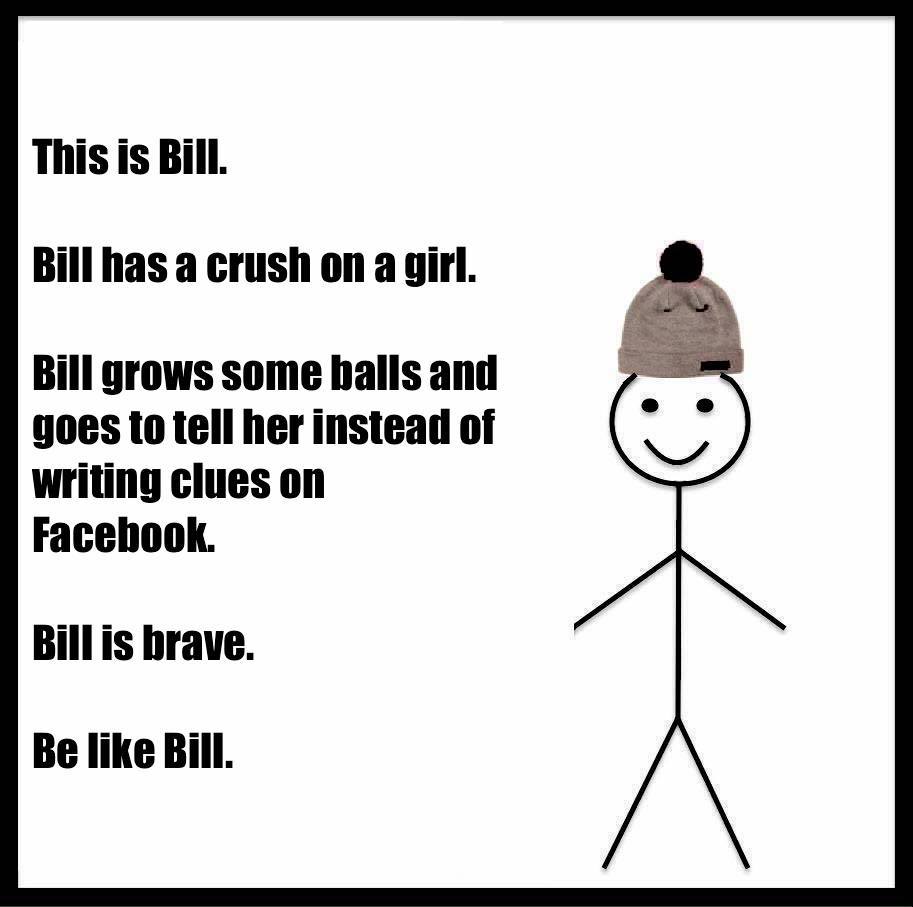 This is Bill.
Bill has a crush on a girl.
Bill grows some balls and
goes to tell her instead of
writing clues on
Facebook.
Bill is brave.
Be like Bill.